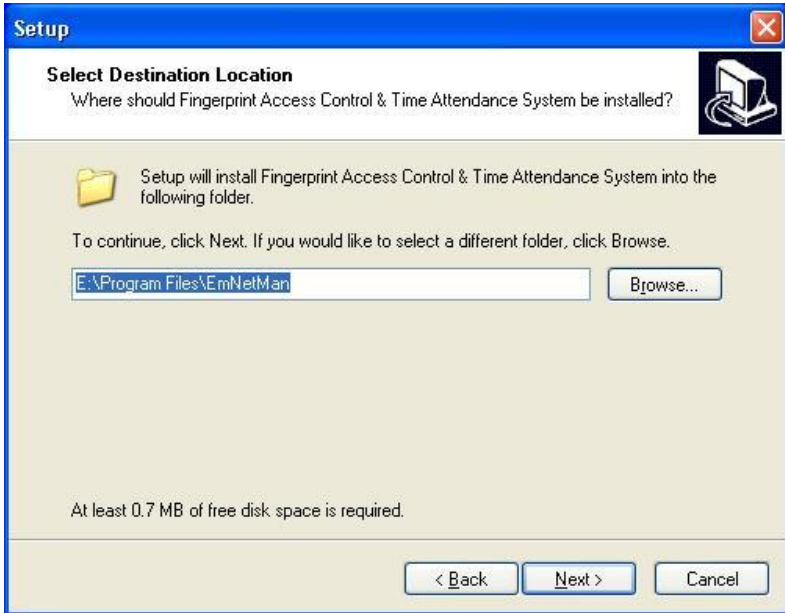 Setup
Select Destination Location
Where should Fingerprint Access Control & Time Attendance System be installed?
Setup will install Fingerprint Access Control & Time Attendance System into the
following folder.
To continue, click Next. If you would like to select a different folder, click Browse.
E:\Program Files\EmNetMan
Browse...
At least 0.7 MB of free disk space is required.
< Back
Next >
Cancel